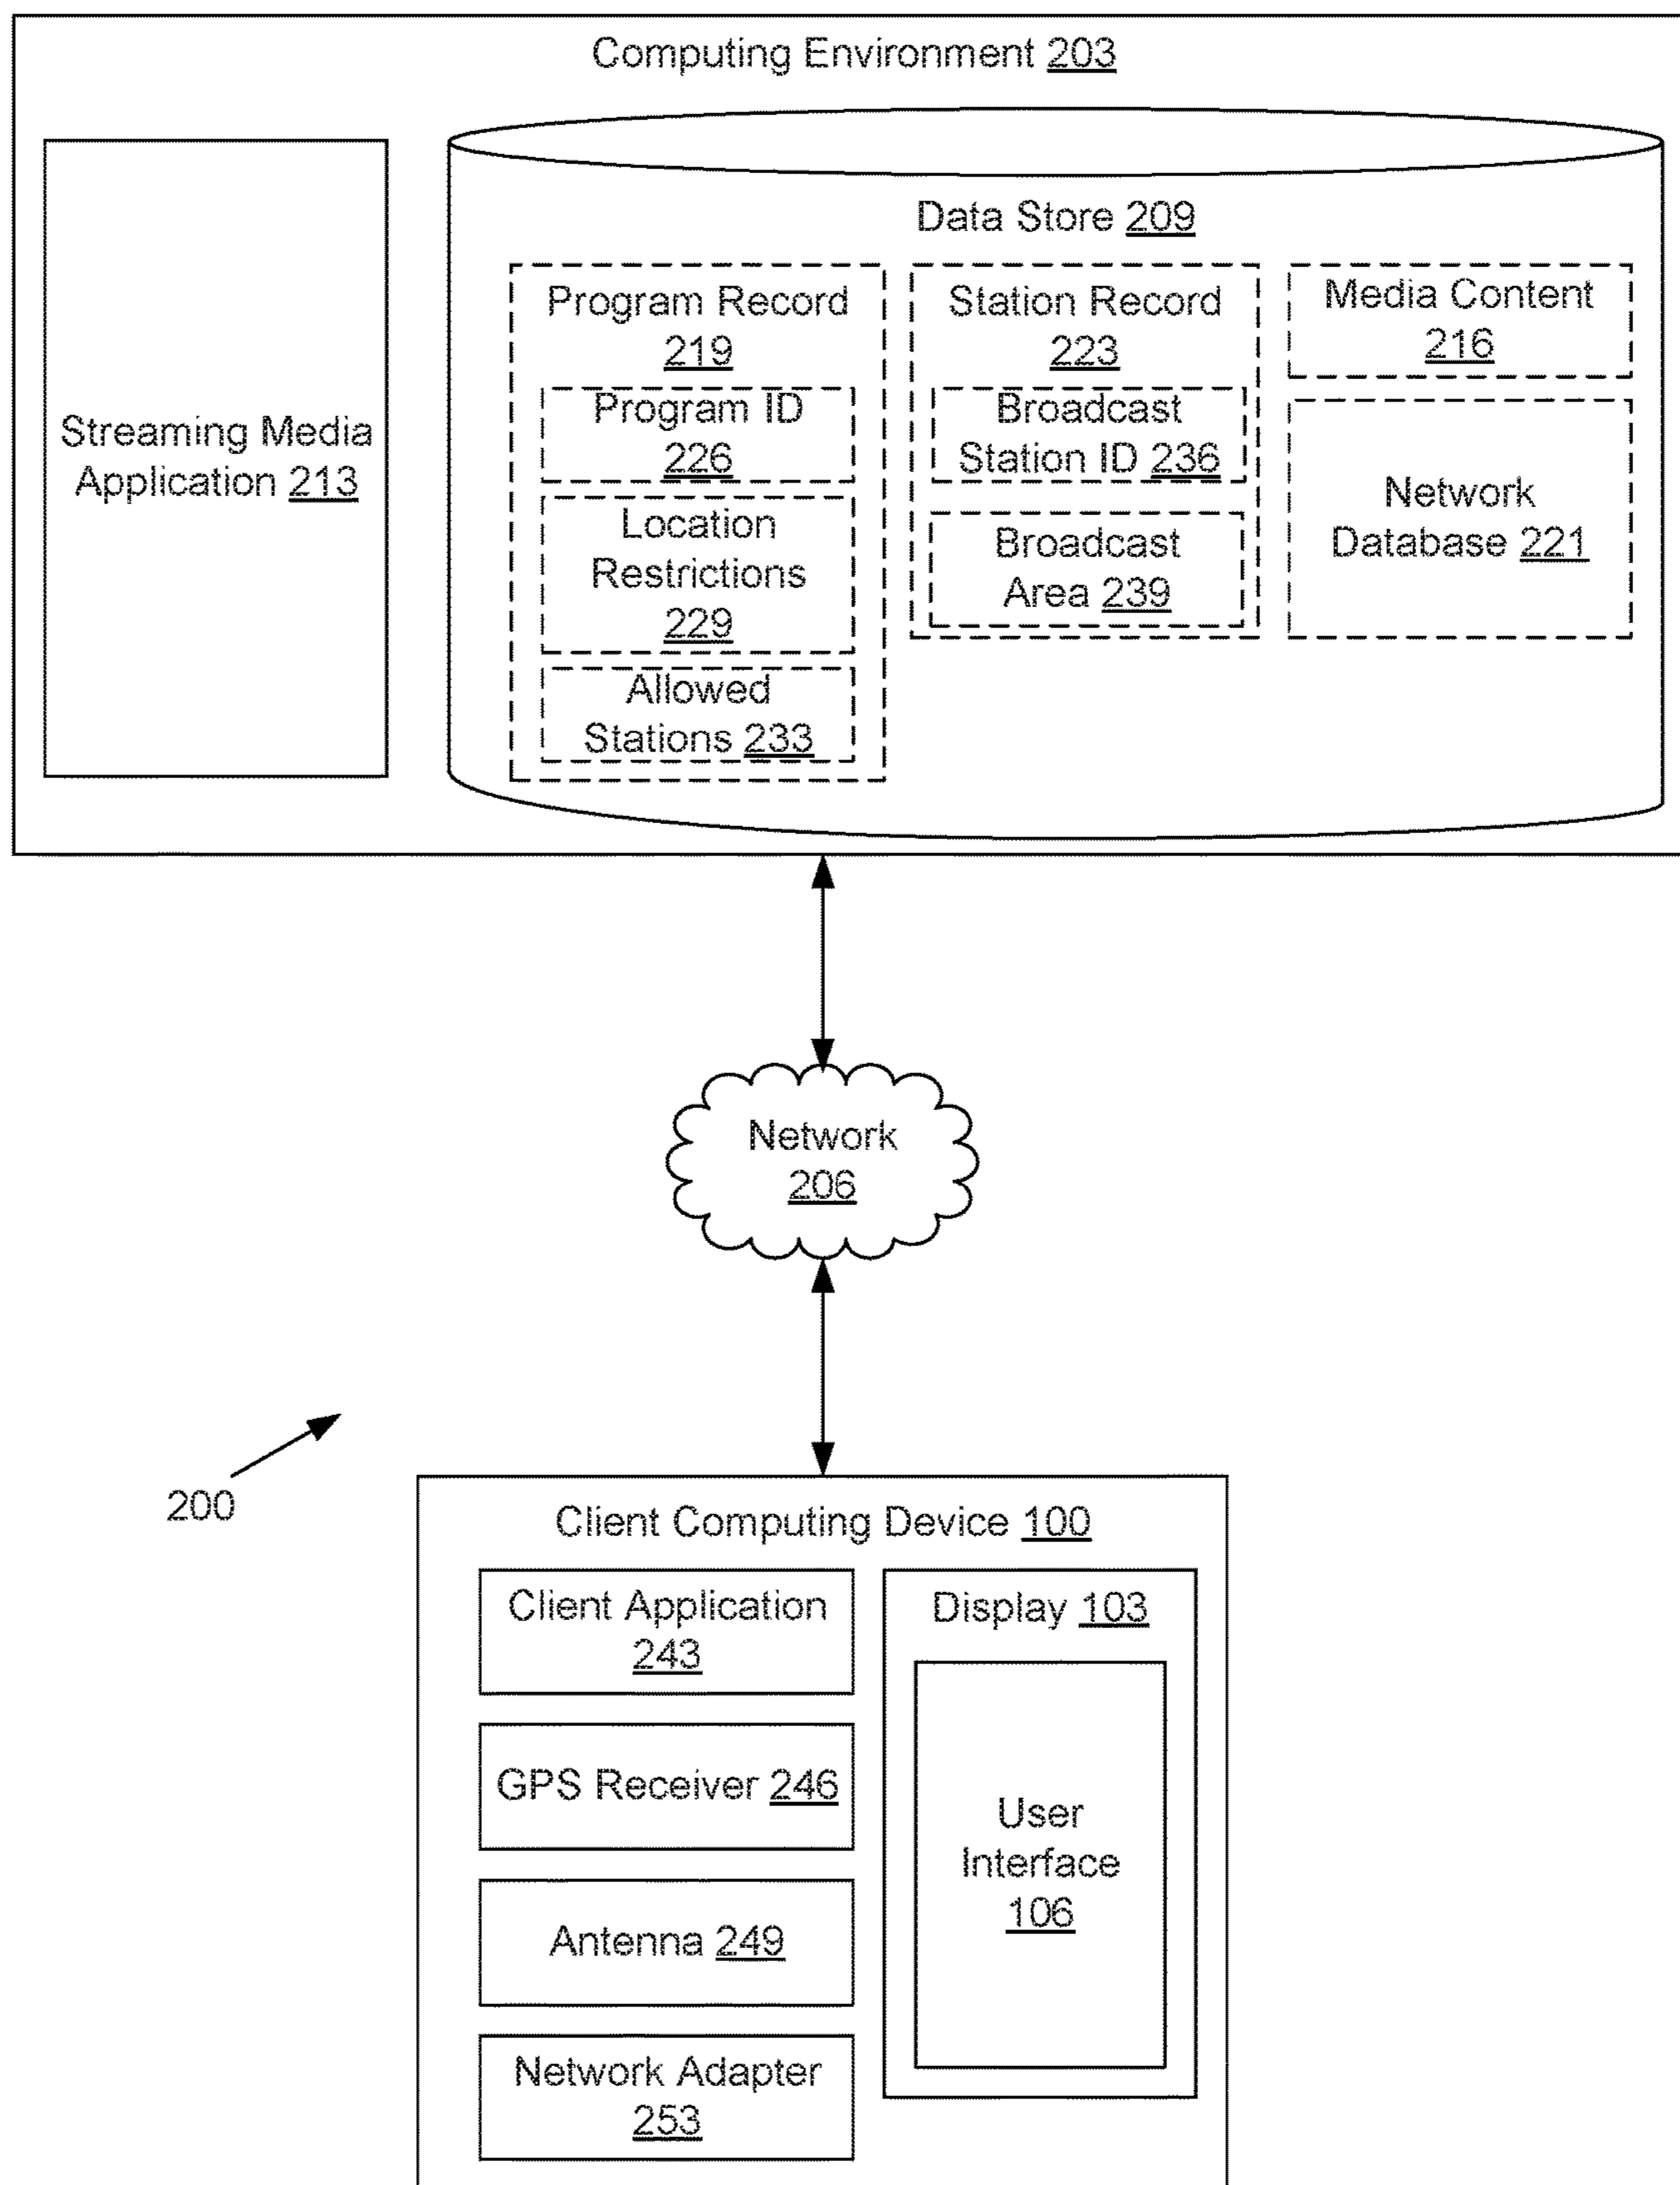 Computing Environment 203
Streaming Media
Application 213
Data Store 209
Program Record
219
Program ID
226
Location
Restrictions
229
Allowed
Stations 233
Station Record
223
Broadcast
Station ID 236
Broadcast
Area 239
Media Content
216
Network
Database 221
Network
206
200
Client Computing Device 100
Client Application
243
GPS Receiver 246
Antenna 249
Network Adapter
253
Display 103
User
Interface
106